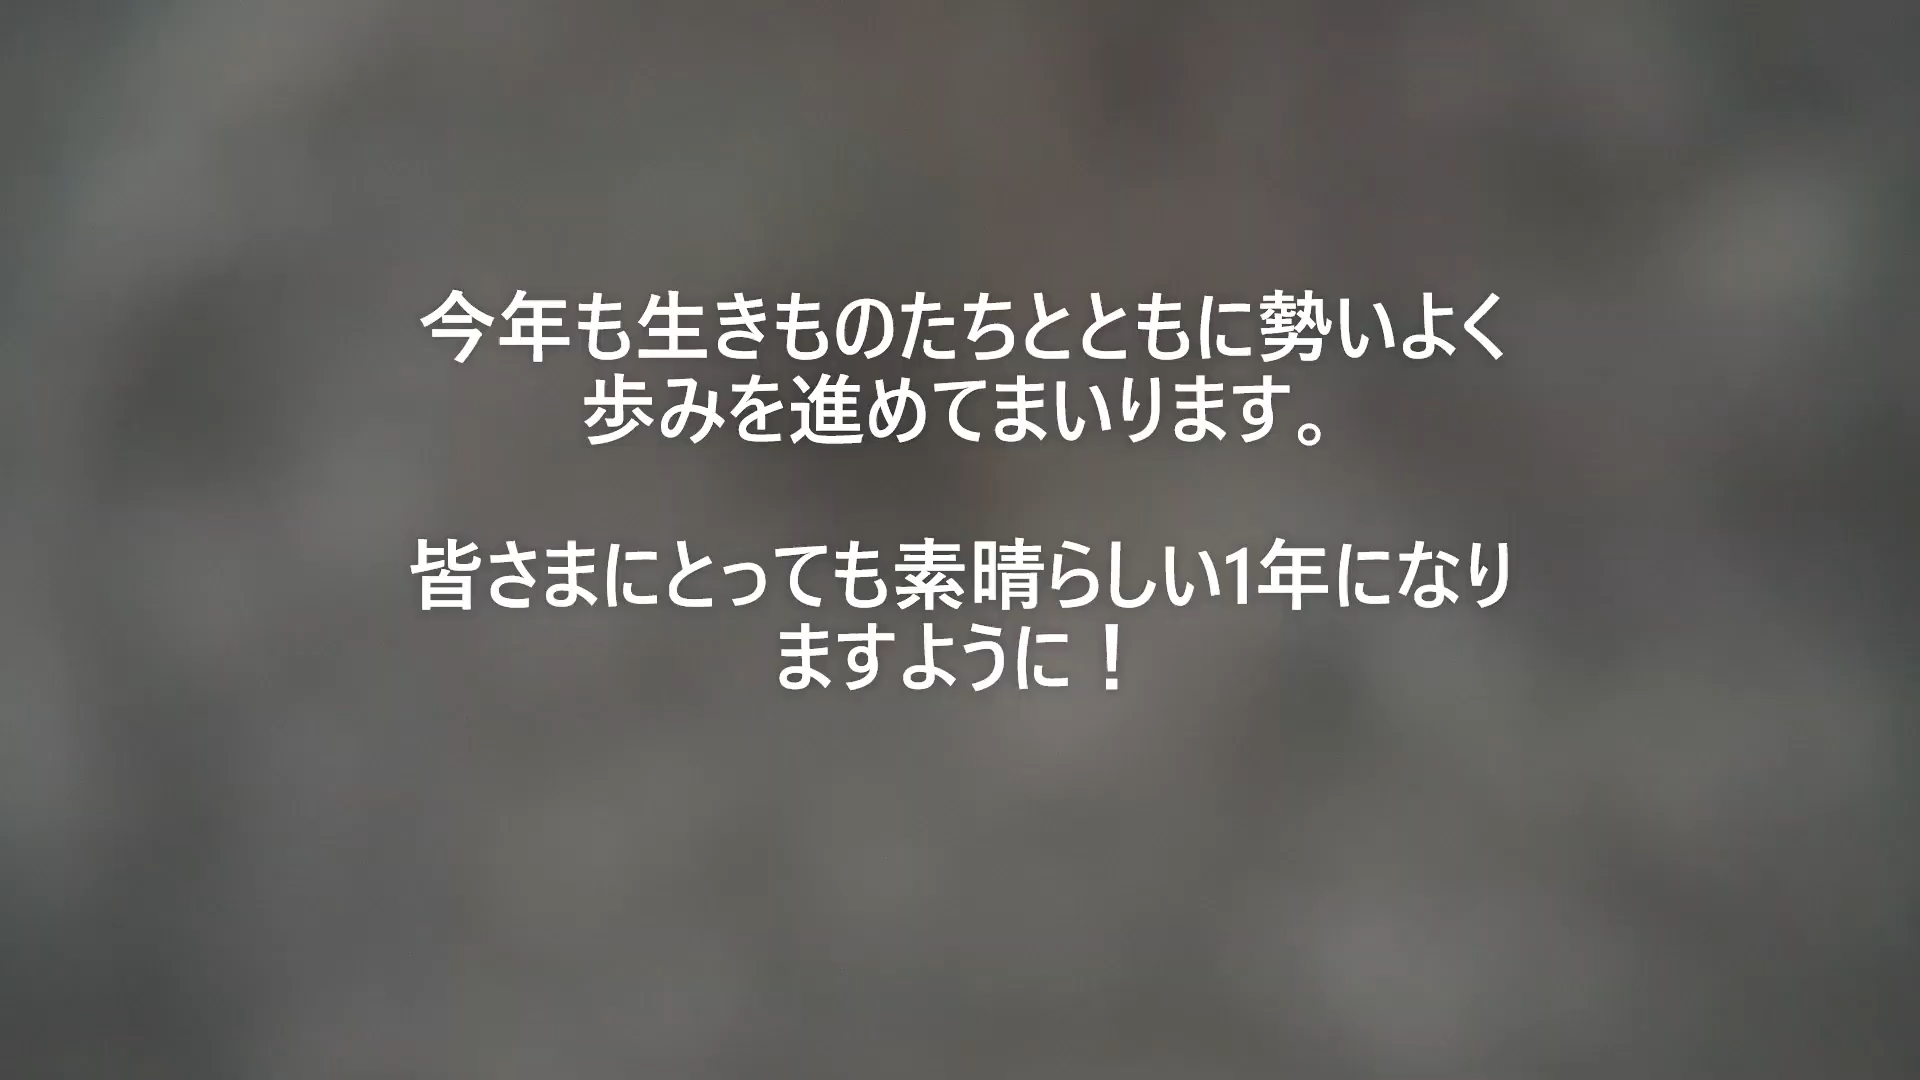 今年も生きものたちとともに勢いよく
歩みを進めてまいります。
皆さまにとっても素晴らしい1年になり
ますように！